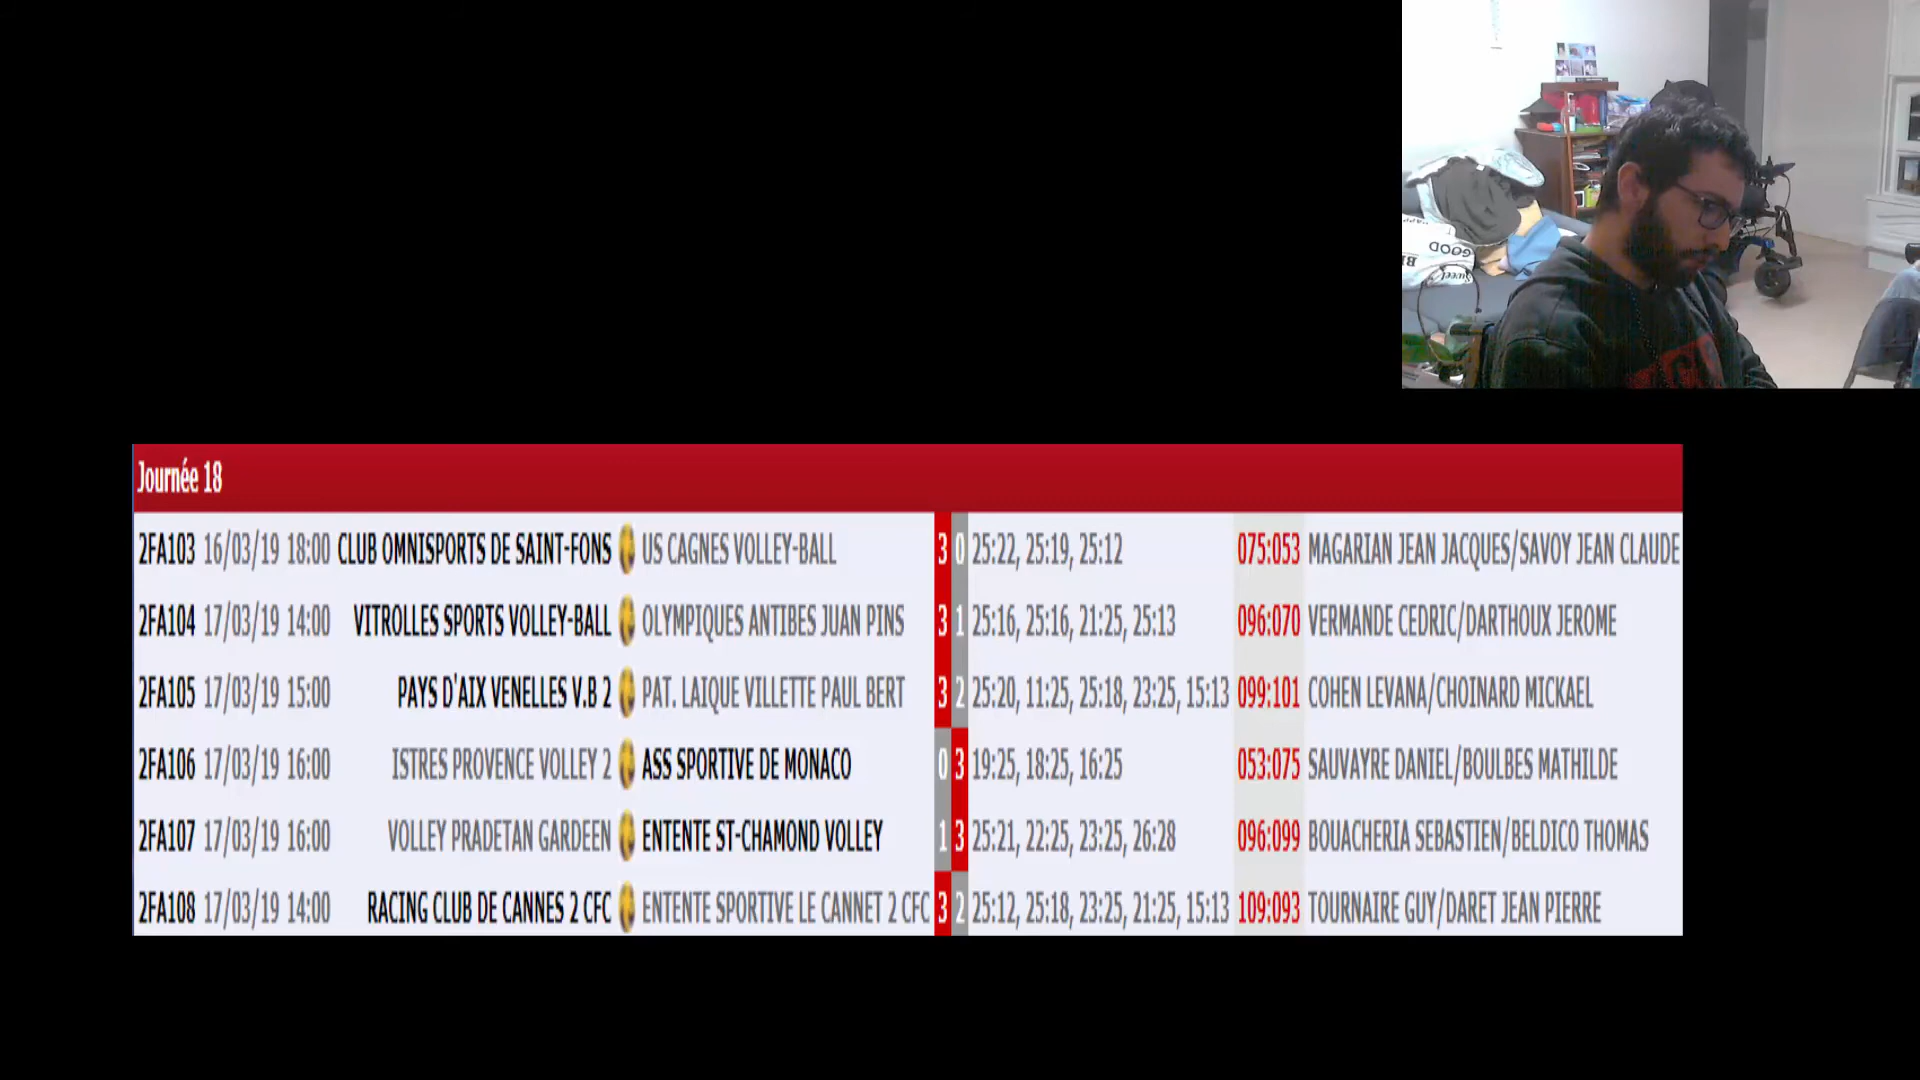 GOOD
Sweet
Journée 18
2FA103 16/03/19 18:00 CLUB OMNISPORTS DE SAINT-FONS US CAGNES VOLLEY-BALL 3 0 25:22, 25:19, 25:12 075:053 MAGARIAN JEAN JACQUES/SAVOY JEAN CLAUDE
2FA104 17/03/19 14:00 VITROLLES SPORTS VOLLEY-BALL OLYMPIQUES ANTIBES JUAN PINS 3 1 25:16, 25:16, 21:25, 25:13 096:070 VERMANDE CEDRIC/DARTHOUX JEROME
2FA105 17/03/19 15:00 PAYS D'AIX VENELLES V.B 2 PAT. LAIQUE VILLETTE PAUL BERT 3 2 25:20, 11:25, 25:18, 23:25, 15:13 099:101 COHEN LEVANA/CHOINARD MICKAEL
2FA106 17/03/19 16:00 ISTRES PROVENCE VOLLEY 2 ASS SPORTIVE DE MONACO 0 3 19:25, 18:25, 16:25 053:075 SAUVAYRE DANIEL/BOULBES MATHILDE
2FA107 17/03/19 16:00 VOLLEY PRADETAN GARDEEN ENTENTE ST-CHAMOND VOLLEY 1 3 25:21, 22:25, 23:25, 26:28 096:099 BOUACHERIA SEBASTIEN/BELDICO THOMAS
2FA108 17/03/19 14:00 RACING CLUB DE CANNES 2 CFC ENTENTE SPORTIVE LE CANNET 2 CFC 3 2 25:12, 25:18, 23:25, 21:25, 15:13 109:093 TOURNAIRE GUY/DARET JEAN PIERRE